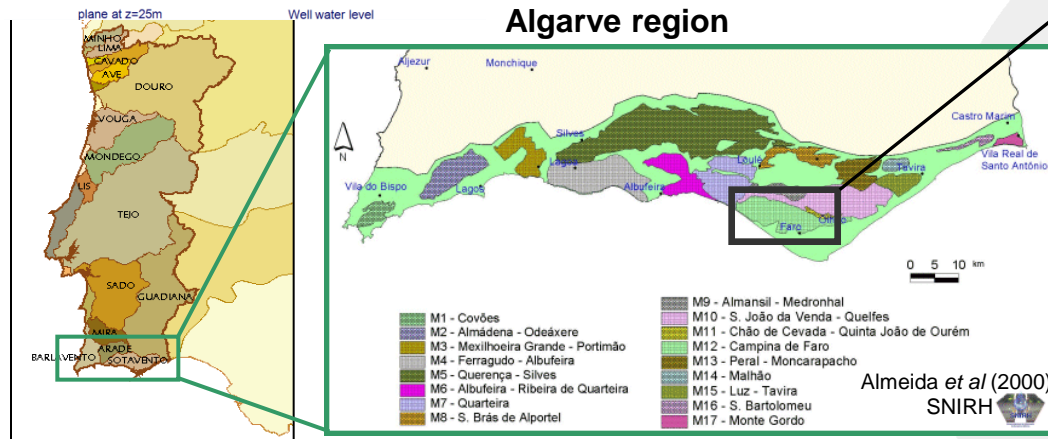 plane at z=25m
Well water level
Algarve region
MINHO
LIMA
CAVADO
AVE
DOURO
VOUGA
MONDEGO
LIS
TEJO
SADO
GUADIANA
MIRA
ARADE
BARLAVENTO
SOTAVENTO
Aljezur
Monchique
Castro Marim
Silves
N
Lagoa
Loulé
Tavira
Vila Real de
Santo António
Vila do Bispo
Lagos
Albufeira
Olhão
Faro
0 5 10 km
M1 - Covões
M2 - Almádena - Odeáxere
M3 - Mexilhoeira Grande - Portimão
M4 - Ferragudo - Albufeira
M5 - Querença - Silves
M6 - Albufeira - Ribeira de Quarteira
M7 - Quarteira
M8 - S. Brás de Alportel
M9 - Almansil - Medronhal
M10 - S. João da Venda - Quelfes
M11 - Chão de Cevada - Quinta João de Ourém
M12 - Campina de Faro
M13 - Peral - Moncarapacho
M14 - Malhão
M15 - Luz - Tavira
M16 - S. Bartolomeu
M17 - Monte Gordo
Almeida et al (2000)
SNIRH